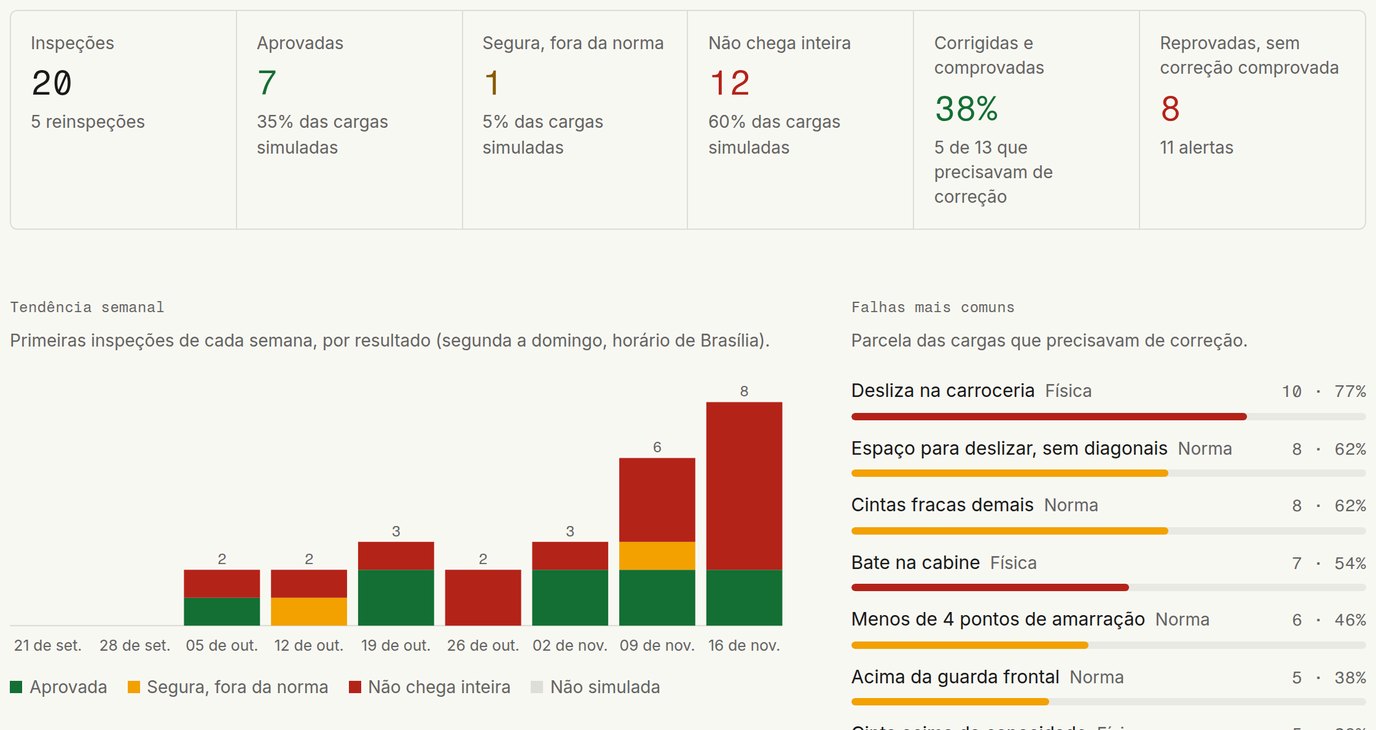 Inspeções
20
5 reinspeções
Aprovadas
7
35% das cargas
simuladas
Segura, fora da norma
1
5% das cargas
simuladas
Não chega inteira
12
60% das cargas
simuladas
Corrigidas e
comprovadas
38%
5 de 13 que
precisavam de
correção
Reprovadas, sem
correção comprovada
8
11 alertas
Tendência semanal
Primeiras inspeções de cada semana, por resultado (segunda a domingo, horário de Brasília).
2
2
3
2
3
6
8
21 de set.
28 de set.
05 de out.
12 de out.
19 de out.
26 de out.
02 de nov.
09 de nov.
16 de nov.
Aprovada
Segura, fora da norma
Não chega inteira
Não simulada
Falhas mais comuns
Parcela das cargas que precisavam de correção.
Desliza na carroceria Física 10 · 77%
Espaço para deslizar, sem diagonais Norma 8 · 62%
Cintas fracas demais Norma 8 · 62%
Bate na cabine Física 7 · 54%
Menos de 4 pontos de amarração Norma 6 · 46%
Acima da guarda frontal Norma 5 · 38%